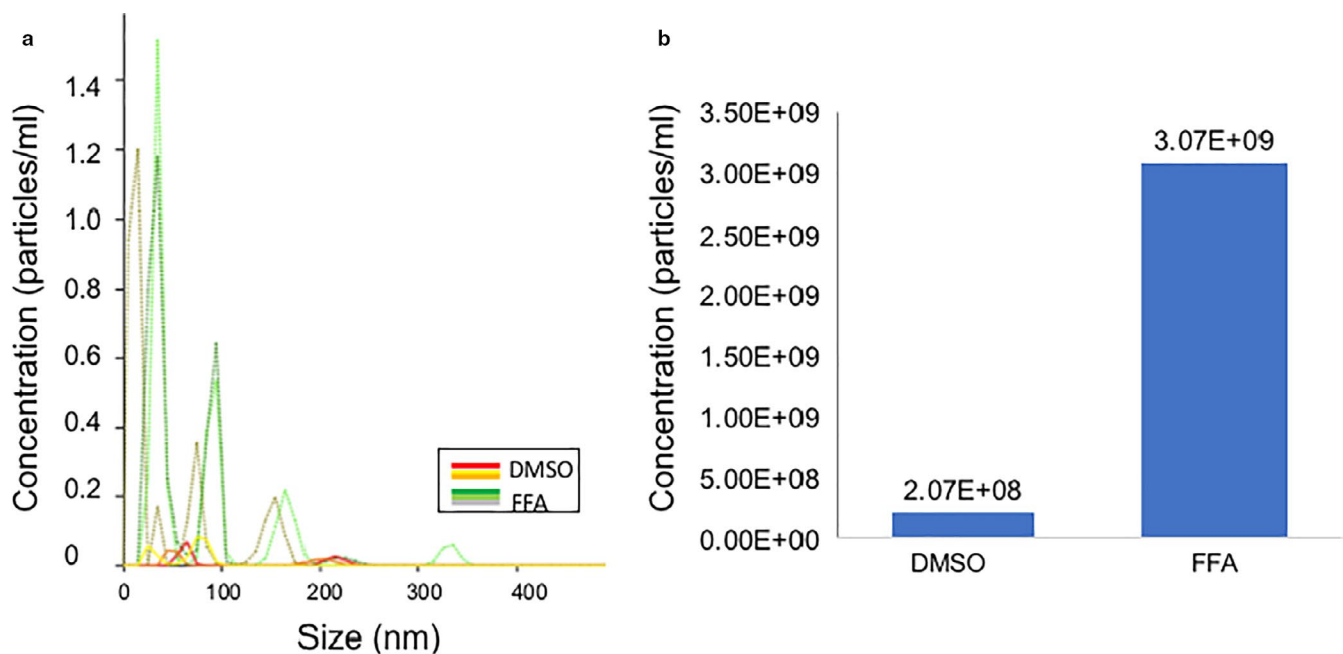 a
Concentration (particles/ml)
1.4
1.2
1.0
0.8
0.6
0.4
0.2
0
0 100 200 300 400
Size (nm)
DMSO
FFA
b
Concentration (particles/ml)
3.50E+09
3.00E+09
2.50E+09
2.00E+09
1.50E+09
1.00E+09
5.00E+08
0.00E+00
2.07E+08
3.07E+09
DMSO FFA